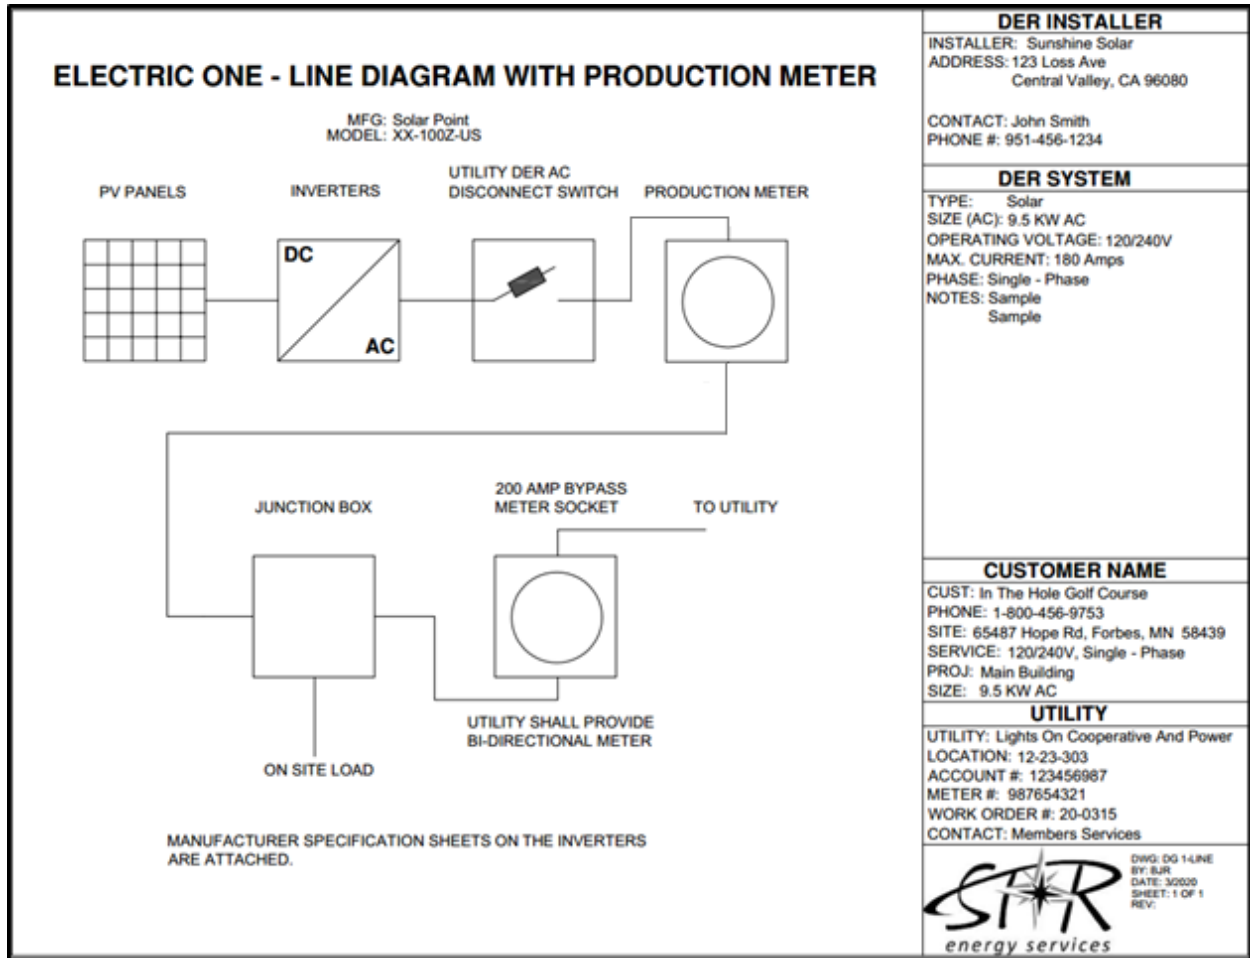 ELECTRIC ONE - LINE DIAGRAM WITH PRODUCTION METER
MFG: Solar Point
MODEL: XX-100Z-US
PV PANELS
INVERTERS
UTILITY DER AC
DISCONNECT SWITCH
PRODUCTION METER
DC
AC
JUNCTION BOX
200 AMP BYPASS
METER SOCKET
TO UTILITY
UTILITY SHALL PROVIDE
BI-DIRECTIONAL METER
ON SITE LOAD
MANUFACTURER SPECIFICATION SHEETS ON THE INVERTERS
ARE ATTACHED.
DER INSTALLER
INSTALLER: Sunshine Solar
ADDRESS: 123 Loss Ave
Central Valley, CA 96080
CONTACT: John Smith
PHONE #: 951-456-1234
DER SYSTEM
TYPE: Solar
SIZE (AC): 9.5 KW AC
OPERATING VOLTAGE: 120/240V
MAX. CURRENT: 180 Amps
PHASE: Single - Phase
NOTES: Sample
Sample
CUSTOMER NAME
CUST: In The Hole Golf Course
PHONE: 1-800-456-9753
SITE: 65487 Hope Rd, Forbes, MN 58439
SERVICE: 120/240V, Single - Phase
PROJ: Main Building
SIZE: 9.5 KW AC
UTILITY
UTILITY: Lights On Cooperative And Power
LOCATION: 12-23-303
ACCOUNT #: 123456987
METER #: 987654321
WORK ORDER #: 20-0315
CONTACT: Members Services
STAR
energy services
DWG: DG 1-LINE
BY: BJR
DATE: 3/2020
SHEET: 1 OF 1
REV: